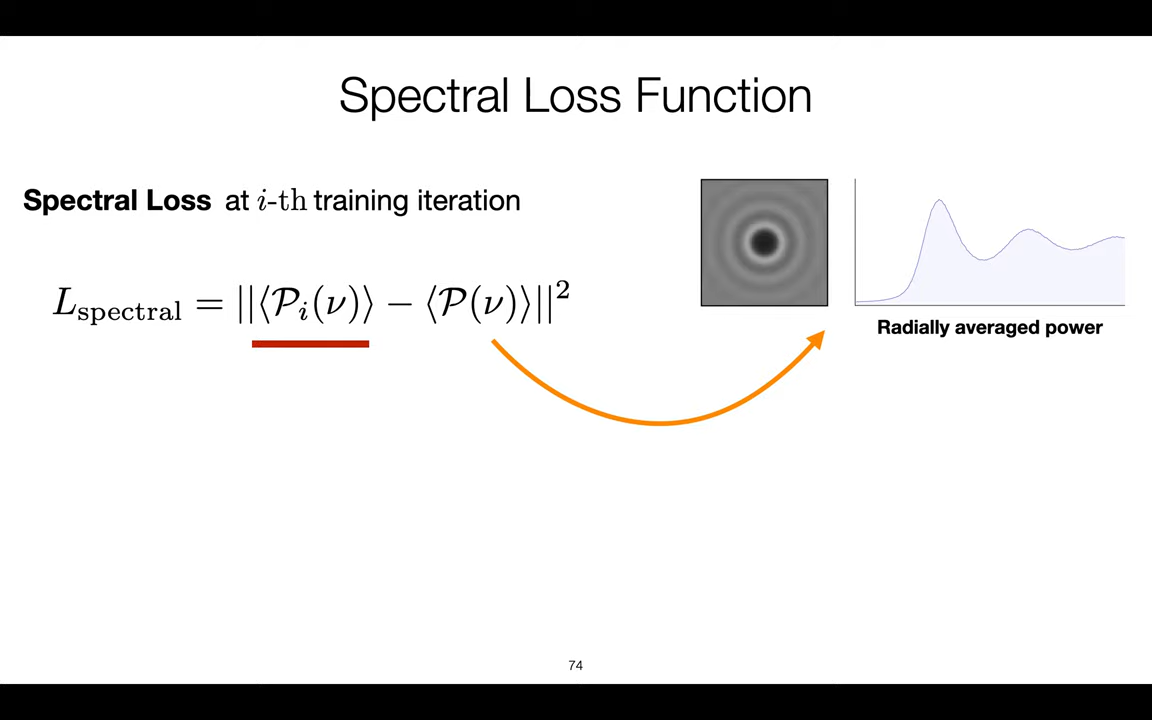 Spectral Loss Function
Spectral Loss at i-th training iteration
L_spectral = ||⟨𝒫_i(ν)⟩ − ⟨𝒫(ν)⟩||²
Radially averaged power
74